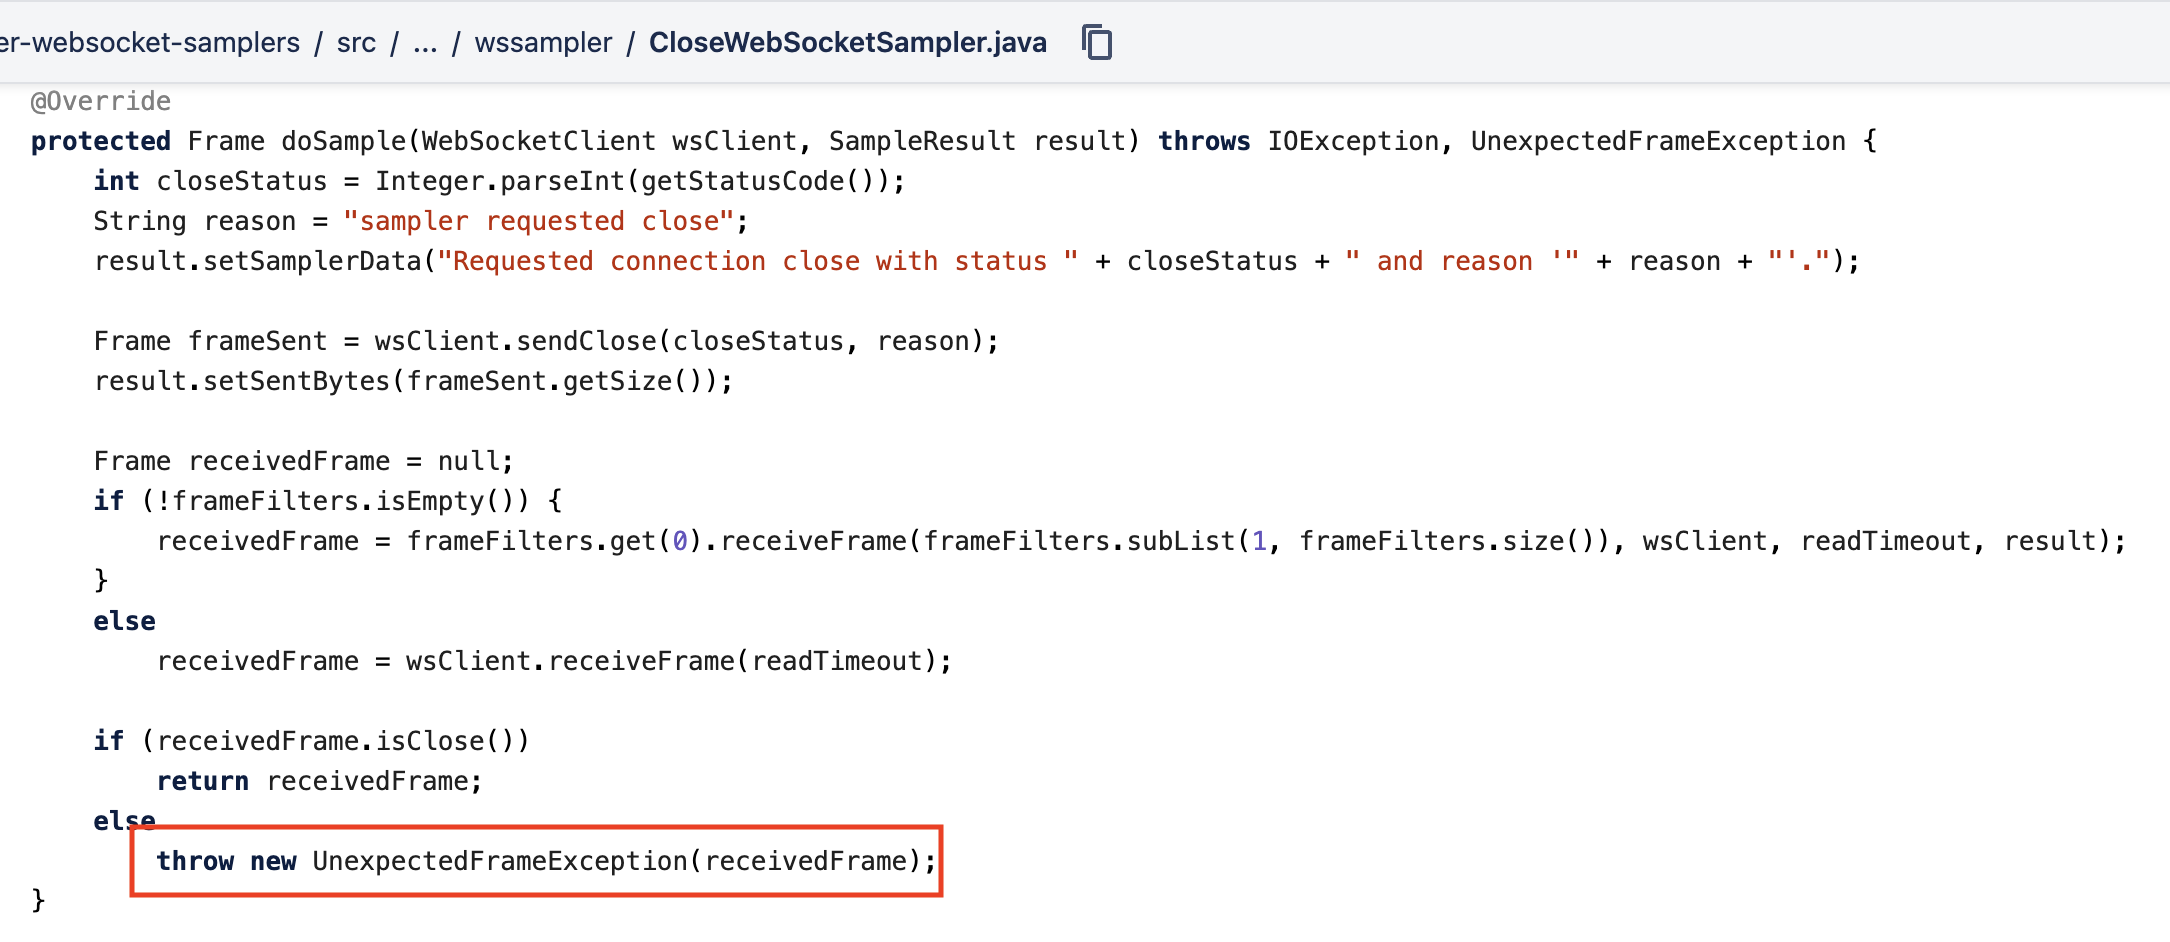 er-websocket-samplers / src / ... / wssampler / CloseWebSocketSampler.java
@Override
protected Frame doSample(WebSocketClient wsClient, SampleResult result) throws IOException, UnexpectedFrameException {
    int closeStatus = Integer.parseInt(getStatusCode());
    String reason = "sampler requested close";
    result.setSamplerData("Requested connection close with status " + closeStatus + " and reason '" + reason + "'.");

    Frame frameSent = wsClient.sendClose(closeStatus, reason);
    result.setSentBytes(frameSent.getSize());

    Frame receivedFrame = null;
    if (!frameFilters.isEmpty()) {
        receivedFrame = frameFilters.get(0).receiveFrame(frameFilters.subList(1, frameFilters.size()), wsClient, readTimeout, result);
    }
    else
        receivedFrame = wsClient.receiveFrame(readTimeout);

    if (receivedFrame.isClose())
        return receivedFrame;
    else
        throw new UnexpectedFrameException(receivedFrame);
}